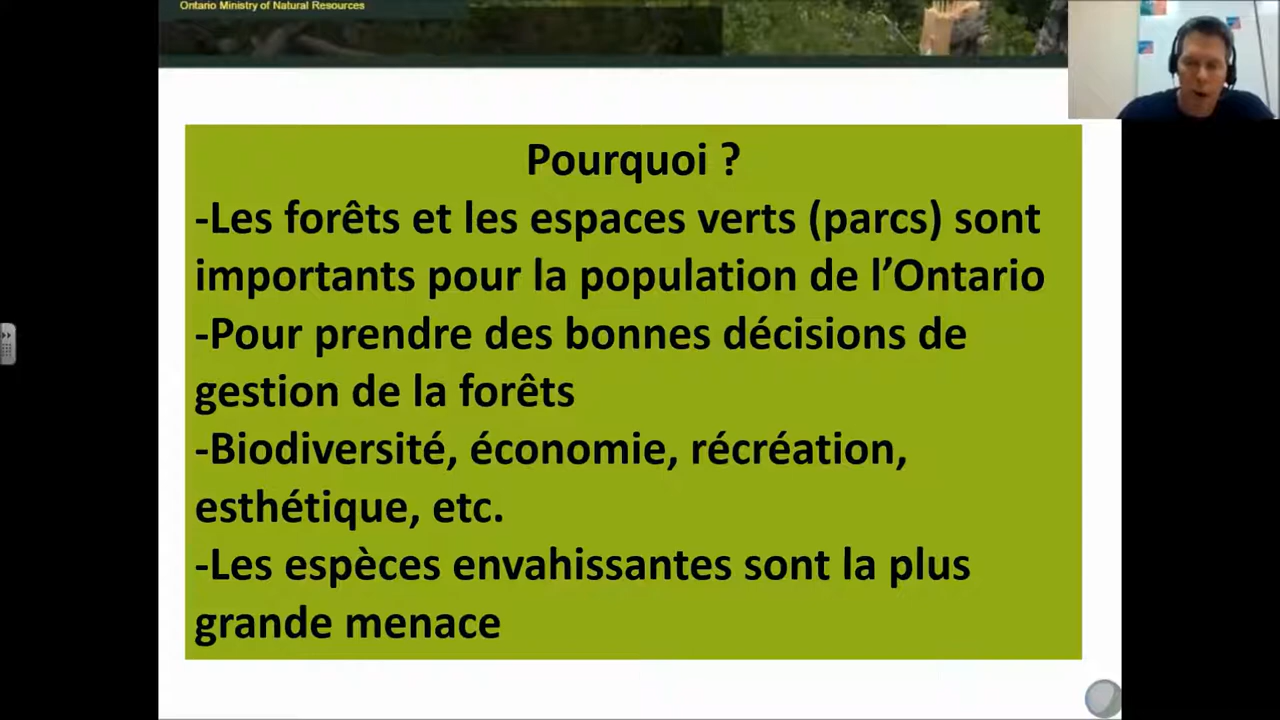 Ontario Ministry of Natural Resources
Pourquoi ?
-Les forêts et les espaces verts (parcs) sont
importants pour la population de l’Ontario
-Pour prendre des bonnes décisions de
gestion de la forêts
-Biodiversité, économie, récréation,
esthétique, etc.
-Les espèces envahissantes sont la plus
grande menace